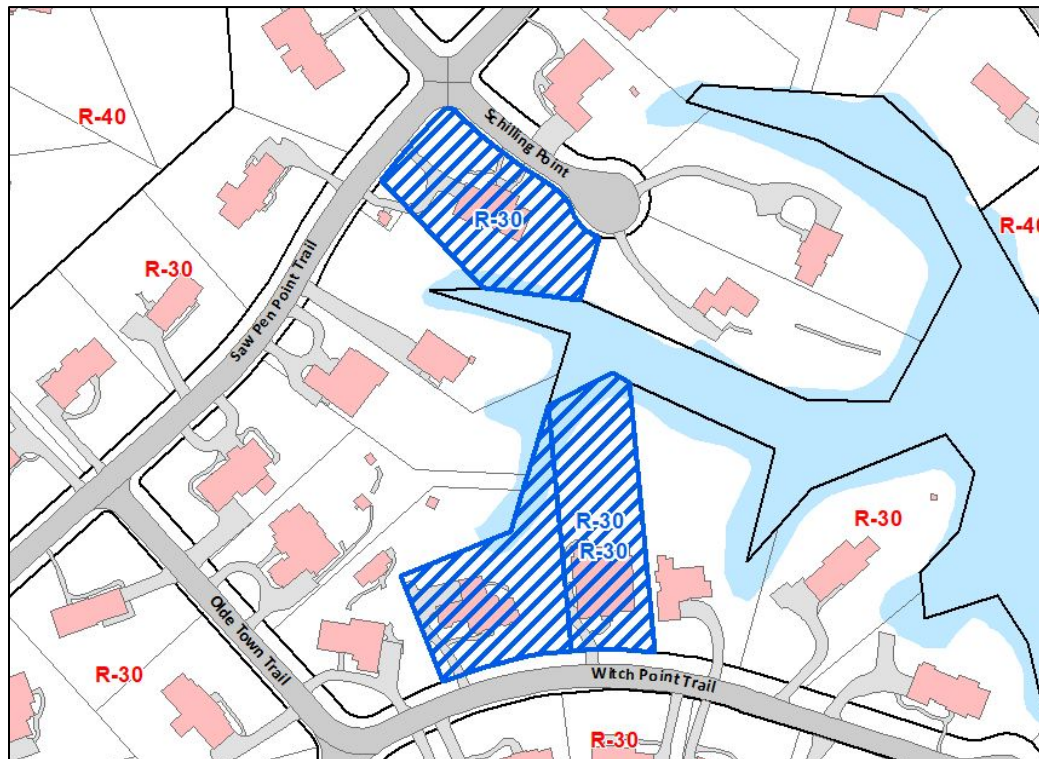 R-40
Schilling Point
R-30
R-40
R-30
Saw Pen Point Trail
R-30
R-30
R-30
Olde Town Trail
R-30
Witch Point Trail
R-30